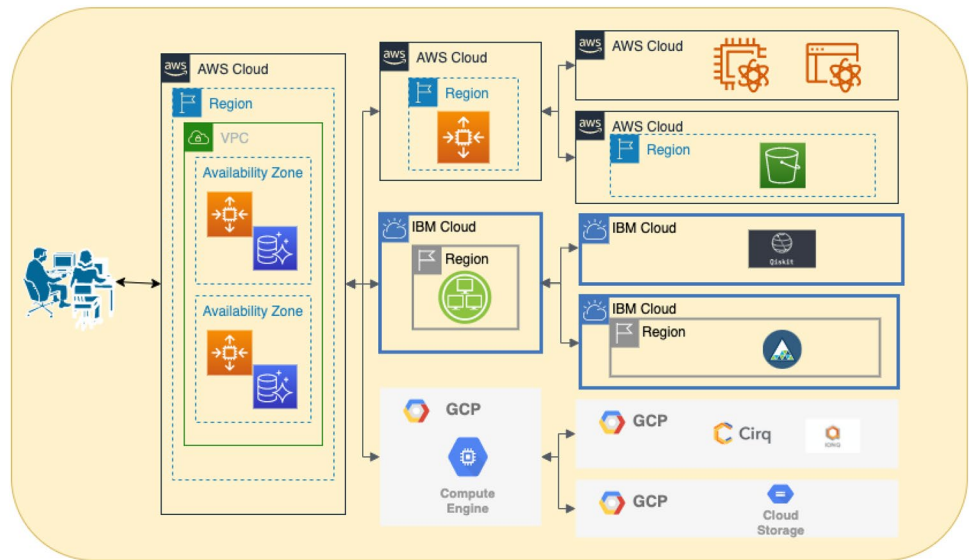 aws AWS Cloud
Region
VPC
Availability Zone
Availability Zone
aws AWS Cloud
Region
aws AWS Cloud
aws AWS Cloud
Region
IBM Cloud
Region
IBM Cloud
Qiskit
IBM Cloud
Region
GCP
Compute
Engine
GCP
Cirq
IONQ
GCP
Cloud
Storage